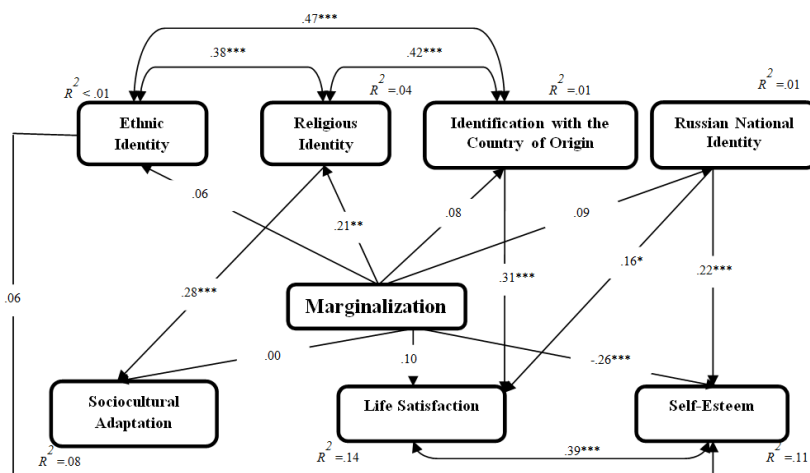 .47***
.38***
.42***
R² < .01
R² =.04
R² =.01
R² =.01
Ethnic
Identity
Religious
Identity
Identification with the
Country of Origin
Russian National
Identity
.06
.21**
.08
.09
.06
.28***
.31***
.16*
.22***
Marginalization
.00
.10
-.26***
Sociocultural
Adaptation
Life Satisfaction
Self-Esteem
R² =.08
R² =.14
.39***
R² =.11